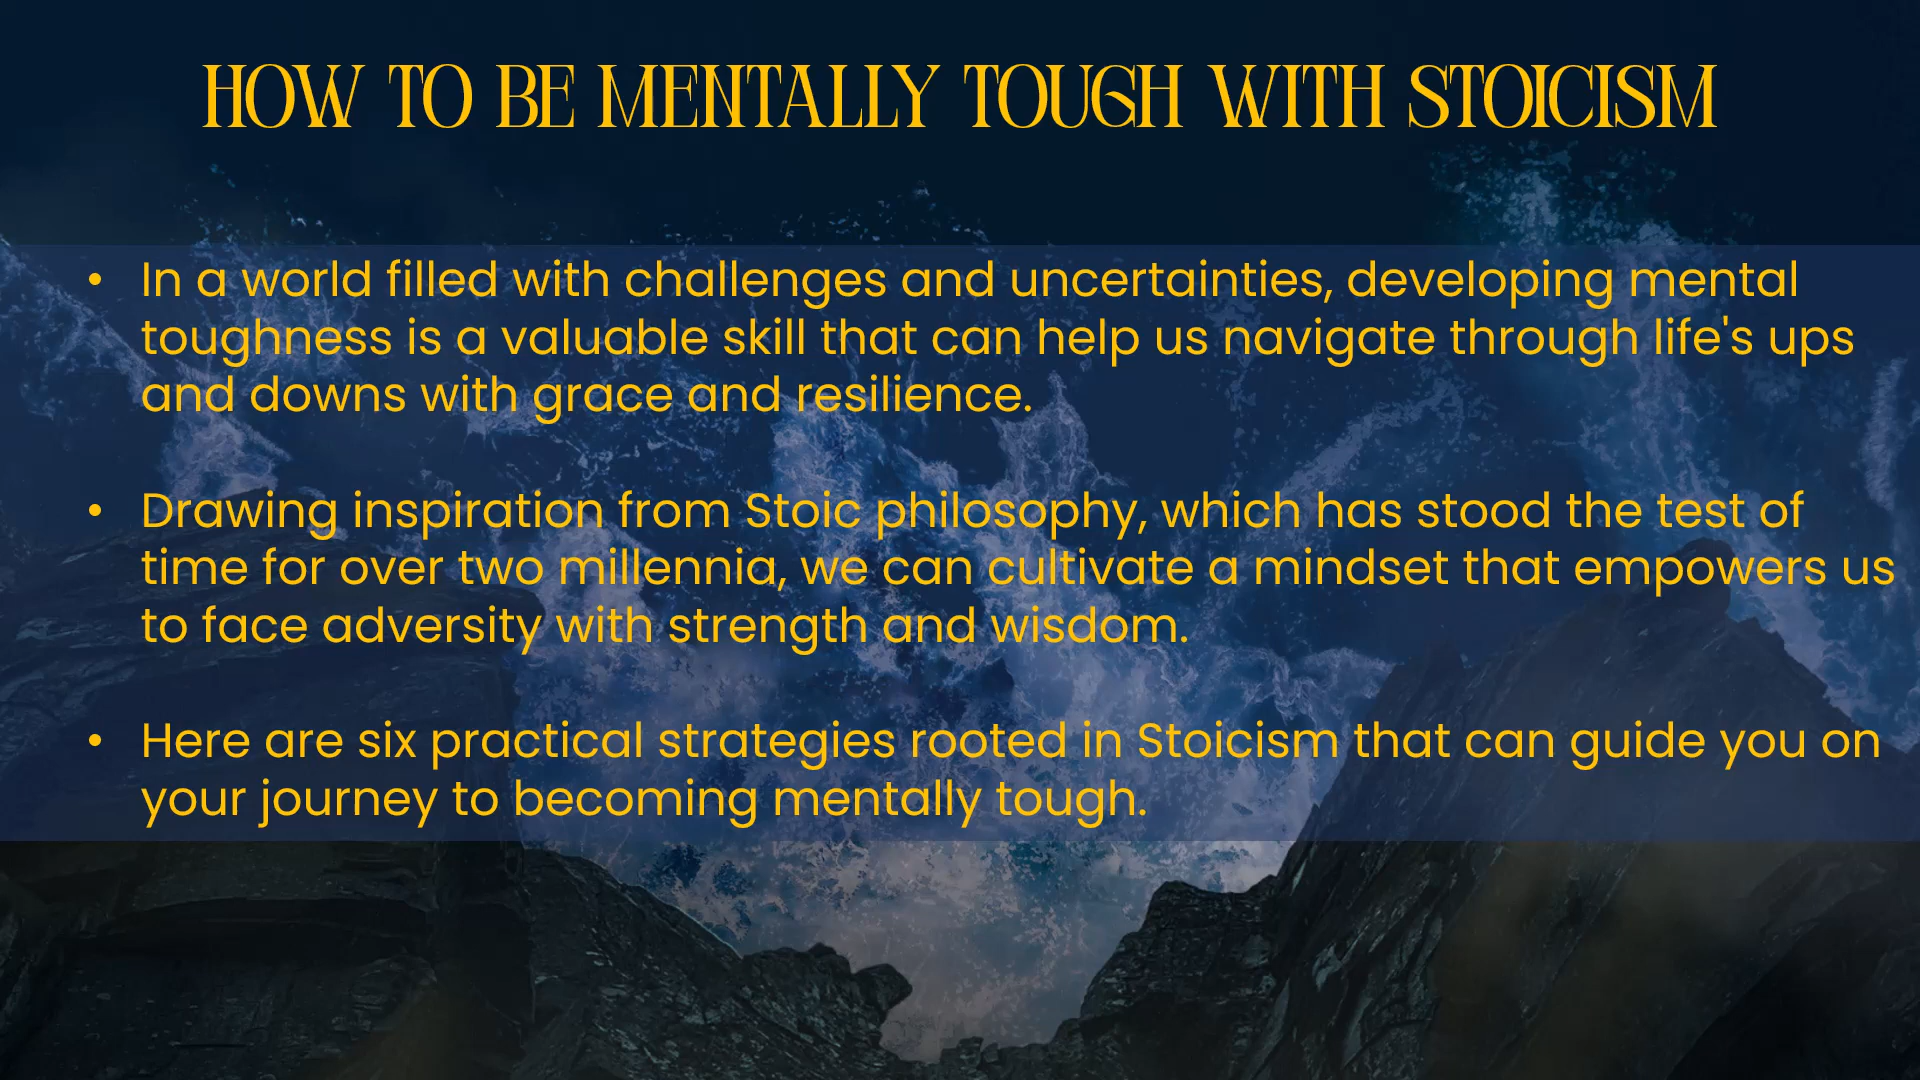 HOW TO BE MENTALLY TOUGH WITH STOICISM
• In a world filled with challenges and uncertainties, developing mental
toughness is a valuable skill that can help us navigate through life's ups
and downs with grace and resilience.
• Drawing inspiration from Stoic philosophy, which has stood the test of
time for over two millennia, we can cultivate a mindset that empowers us
to face adversity with strength and wisdom.
• Here are six practical strategies rooted in Stoicism that can guide you on
your journey to becoming mentally tough.